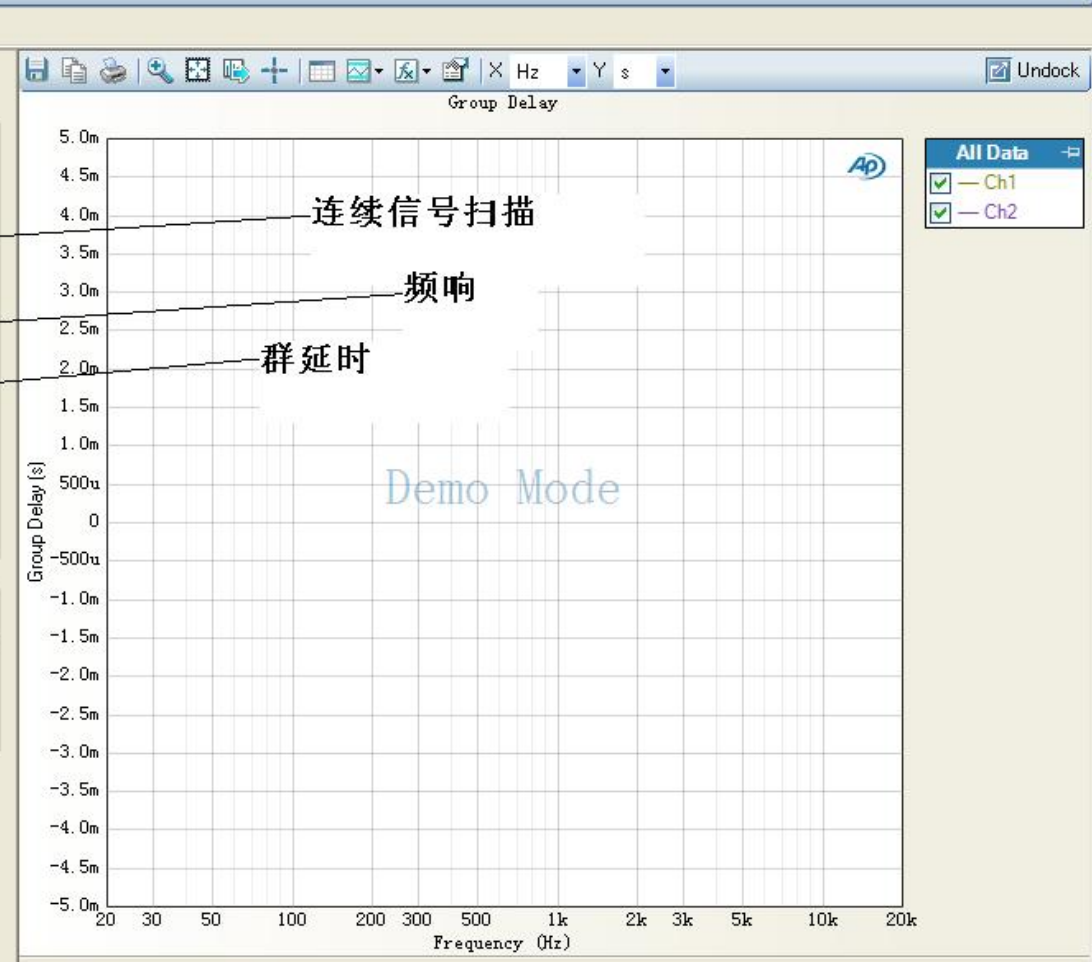 X Hz Y s Undock
Group Delay
All Data
Ch1
Ch2
5.0m
4.5m
4.0m
3.5m
3.0m
2.5m
2.0m
1.5m
1.0m
500u
0
-500u
-1.0m
-1.5m
-2.0m
-2.5m
-3.0m
-3.5m
-4.0m
-4.5m
-5.0m
Group Delay (s)
连续信号扫描
频响
群延时
Demo Mode
AP
20 30 50 100 200 300 500 1k 2k 3k 5k 10k 20k
Frequency (Hz)